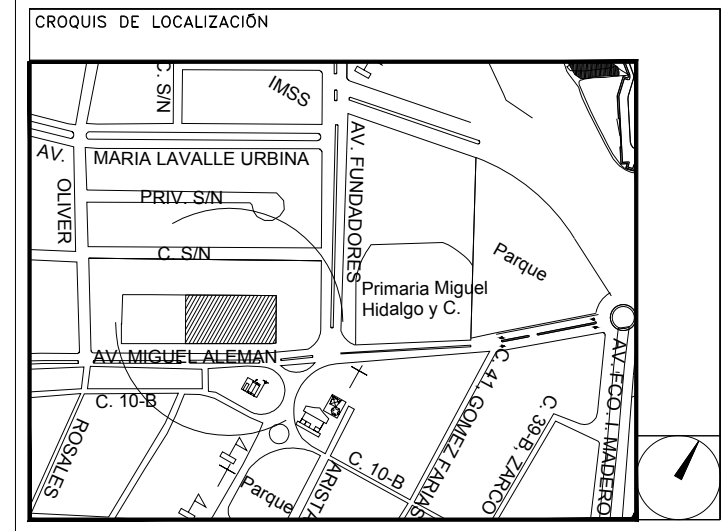 CROQUIS DE LOCALIZACIÓN
C. S/N
IMSS
AV.
MARIA LAVALLE URBINA
OLIVER
PRIV. S/N
AV. FUNDADORES
C. S/N
Parque
Primaria Miguel
Hidalgo y C.
AV. MIGUEL ALEMAN
C. 10-B
ROSALES
C. 10-B
ARISTA
Parque
C. 41, GOMEZ FARIAS
C. 39-B, ZARCO
AV. FCO. I. MADERO